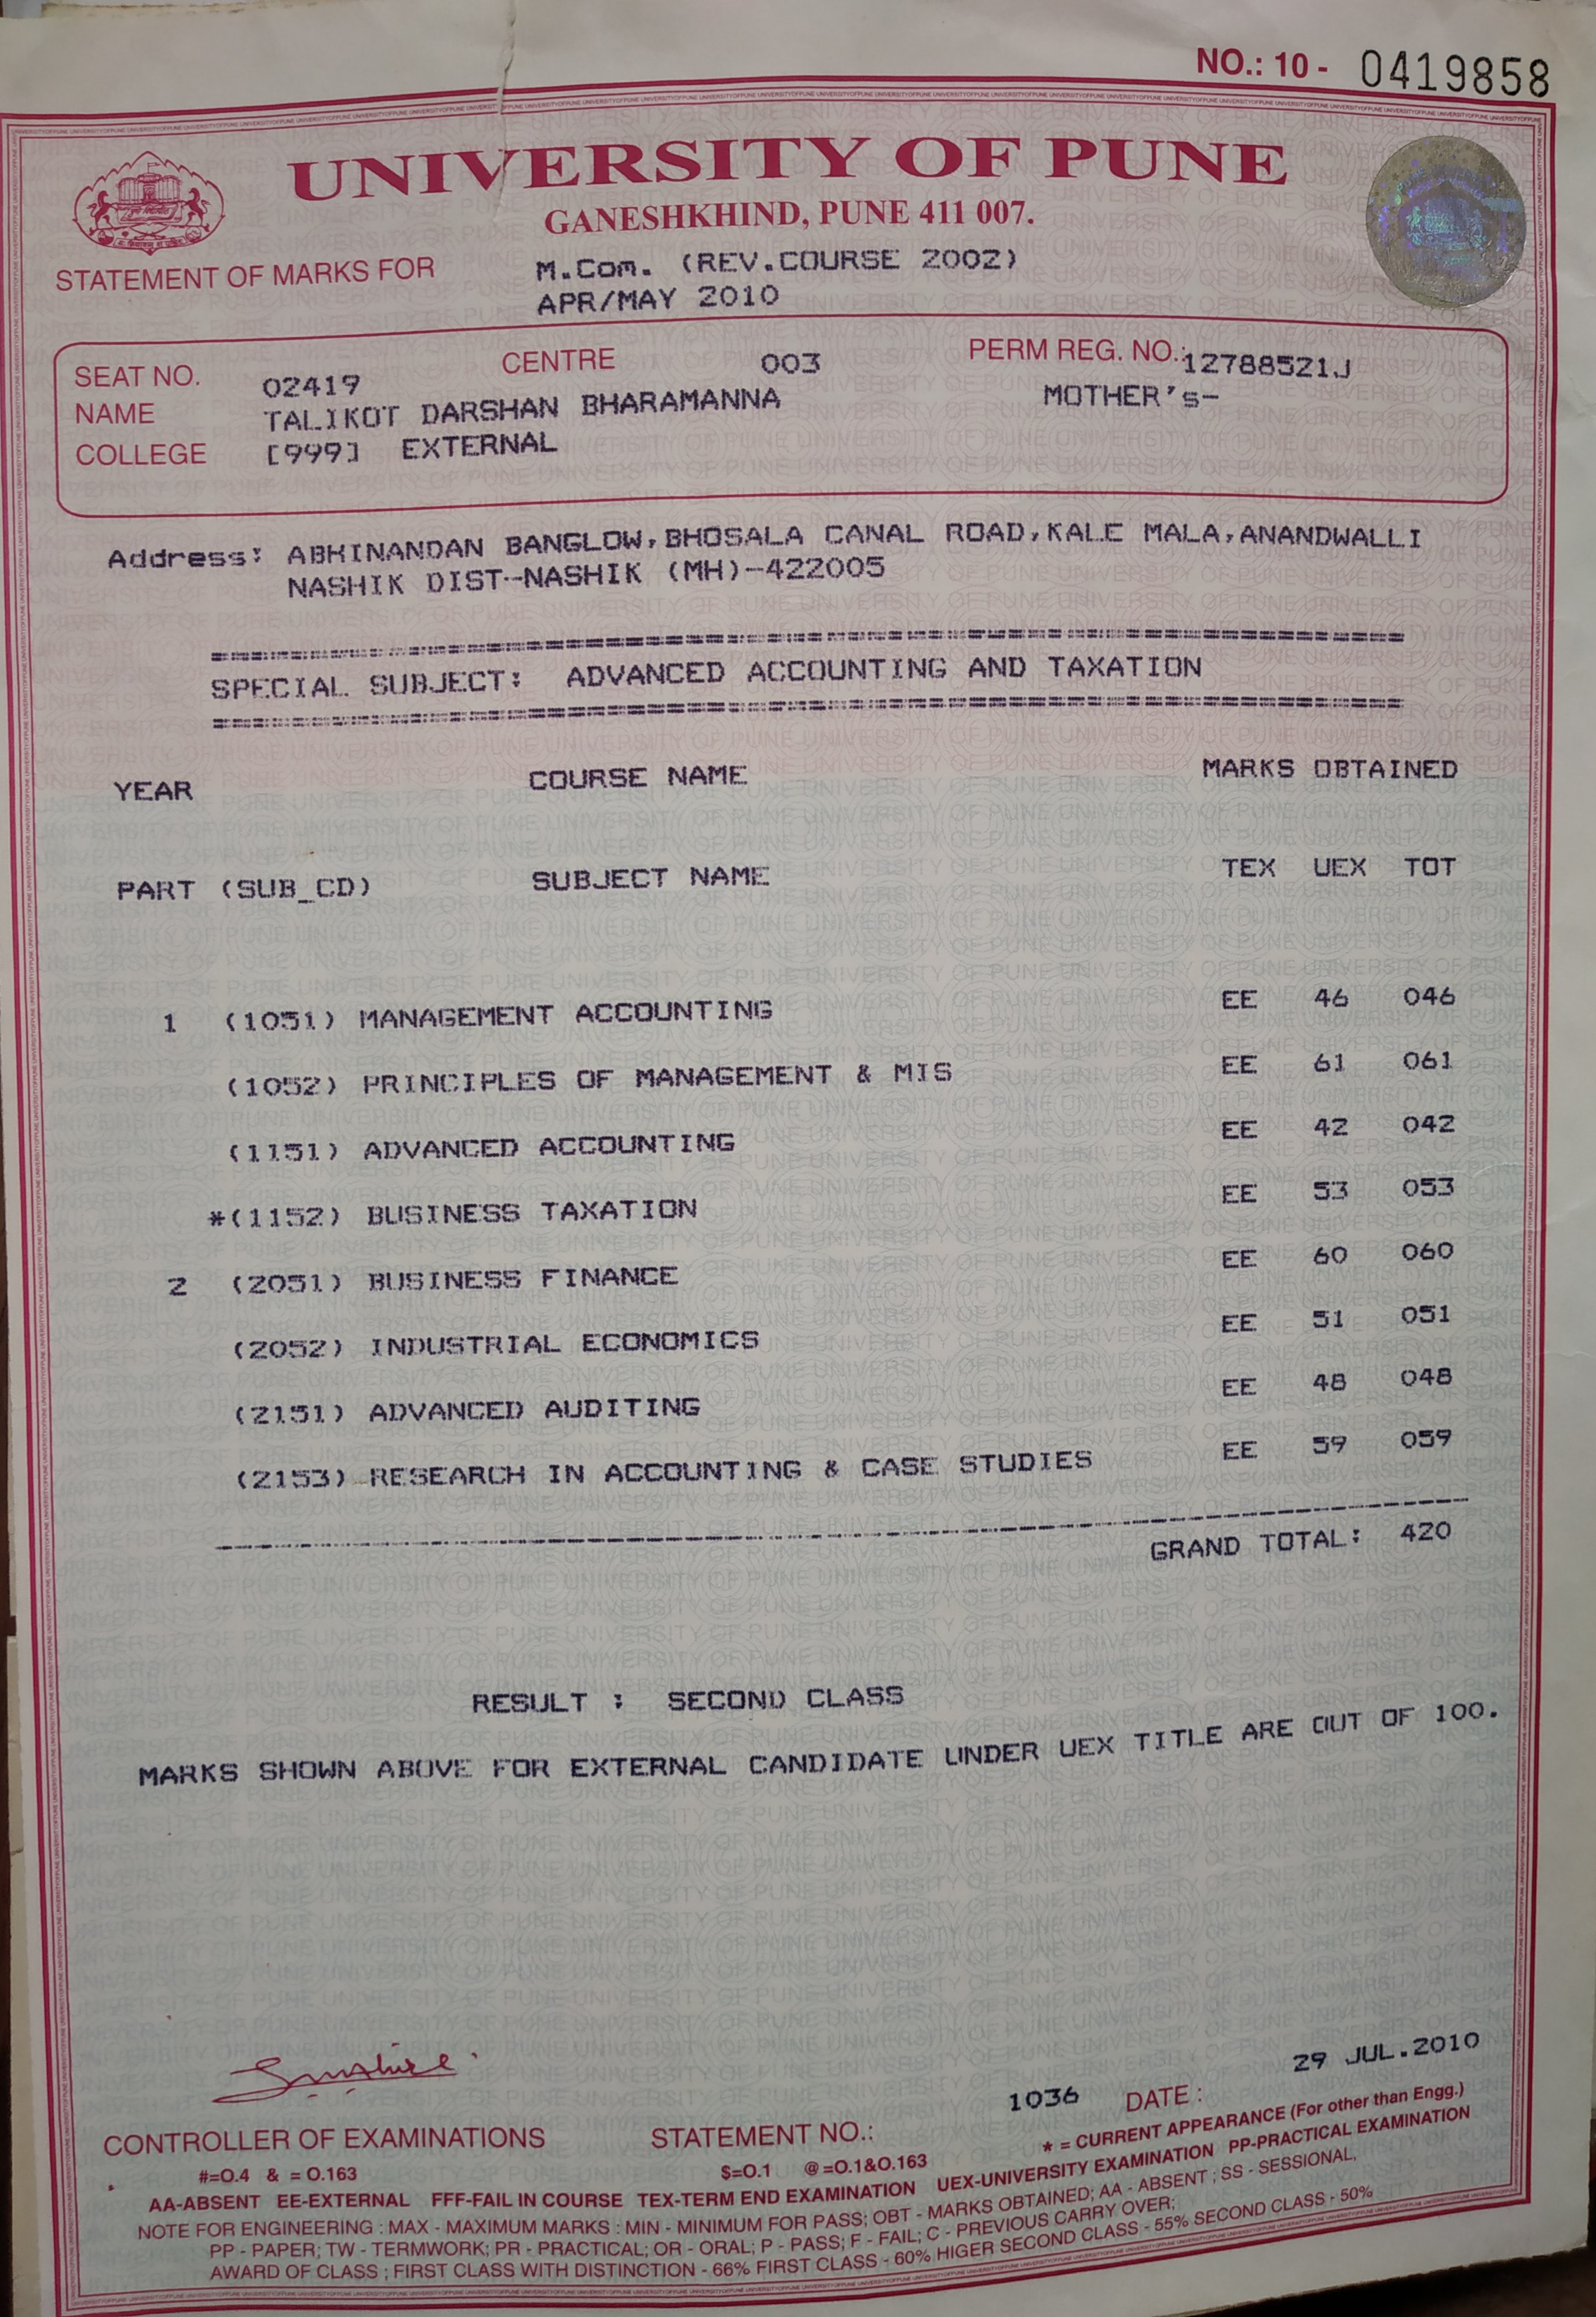 NO.: 10 - 0419858
UNIVERSITY OF PUNE
GANESHKHIND, PUNE 411 007.
STATEMENT OF MARKS FOR M.Com. (REV.COURSE 2002)
APR/MAY 2010
SEAT NO. 02419 CENTRE 003 PERM REG. NO.: 12788521J
NAME TALIKOT DARSHAN BHARAMANNA MOTHER's-
COLLEGE [999] EXTERNAL
Address: ABHINANDAN BANGLOW,BHOSALA CANAL ROAD,KALE MALA,ANANDWALLI
NASHIK DIST-NASHIK (MH)-422005
SPECIAL SUBJECT: ADVANCED ACCOUNTING AND TAXATION
YEAR COURSE NAME MARKS OBTAINED
PART (SUB_CD) SUBJECT NAME TEX UEX TOT
1 (1051) MANAGEMENT ACCOUNTING EE 46 046
(1052) PRINCIPLES OF MANAGEMENT & MIS EE 61 061
(1151) ADVANCED ACCOUNTING EE 42 042
*(1152) BUSINESS TAXATION EE 53 053
2 (2051) BUSINESS FINANCE EE 60 060
(2052) INDUSTRIAL ECONOMICS EE 51 051
(2151) ADVANCED AUDITING EE 48 048
(2153) RESEARCH IN ACCOUNTING & CASE STUDIES EE 59 059
GRAND TOTAL: 420
RESULT : SECOND CLASS
MARKS SHOWN ABOVE FOR EXTERNAL CANDIDATE UNDER UEX TITLE ARE OUT OF 100.
CONTROLLER OF EXAMINATIONS STATEMENT NO.: 1036 DATE : 29 JUL.2010
#=O.4 & = O.163 $=O.1 @=O.1&O.163 * = CURRENT APPEARANCE (For other than Engg.)
AA-ABSENT EE-EXTERNAL FFF-FAIL IN COURSE TEX-TERM END EXAMINATION UEX-UNIVERSITY EXAMINATION PP-PRACTICAL EXAMINATION
NOTE FOR ENGINEERING : MAX - MAXIMUM MARKS : MIN - MINIMUM FOR PASS; OBT - MARKS OBTAINED; AA - ABSENT ; SS - SESSIONAL,
PP - PAPER; TW - TERMWORK; PR - PRACTICAL; OR - ORAL; P - PASS; F - FAIL; C - PREVIOUS CARRY OVER;
AWARD OF CLASS ; FIRST CLASS WITH DISTINCTION - 66% FIRST CLASS - 60% HIGER SECOND CLASS - 55% SECOND CLASS - 50%